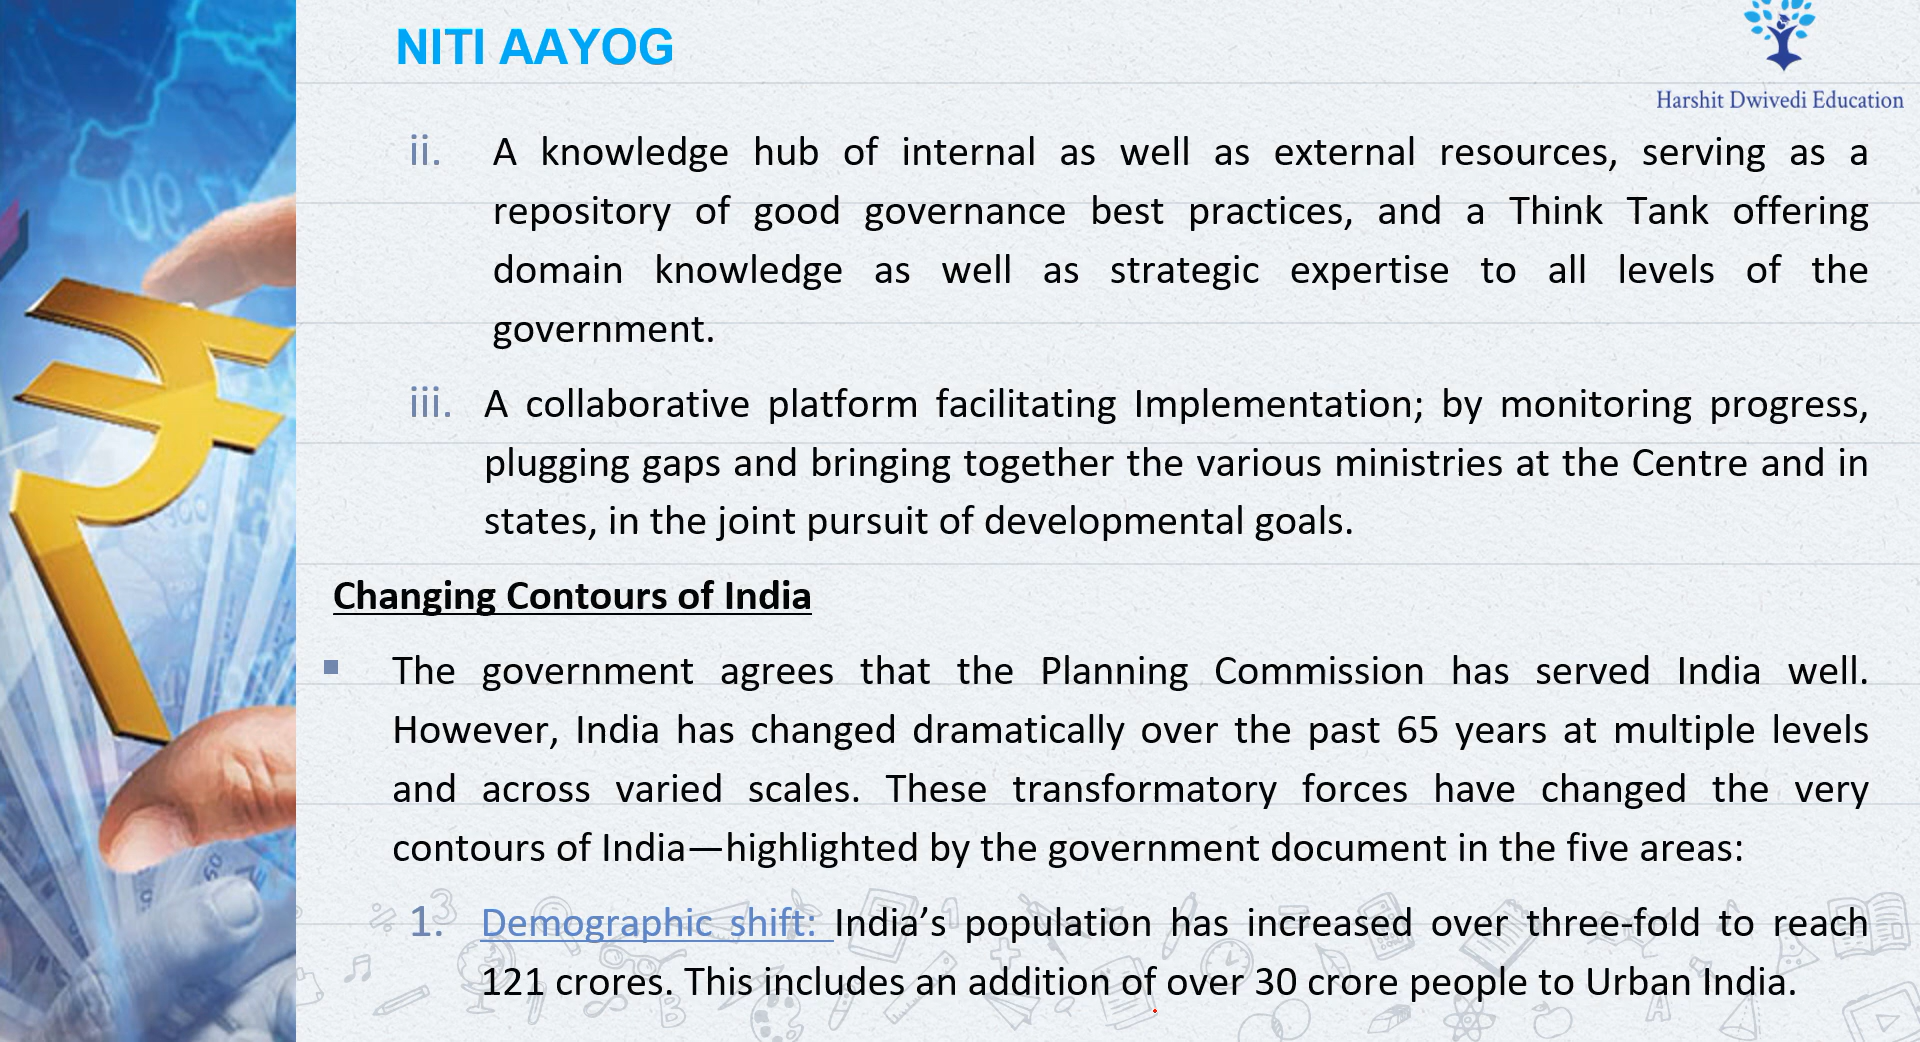 NITI AAYOG
Harshit Dwivedi Education
ii. A knowledge hub of internal as well as external resources, serving as a
repository of good governance best practices, and a Think Tank offering
domain knowledge as well as strategic expertise to all levels of the
government.
iii. A collaborative platform facilitating Implementation; by monitoring progress,
plugging gaps and bringing together the various ministries at the Centre and in
states, in the joint pursuit of developmental goals.
Changing Contours of India
▪ The government agrees that the Planning Commission has served India well.
However, India has changed dramatically over the past 65 years at multiple levels
and across varied scales. These transformatory forces have changed the very
contours of India—highlighted by the government document in the five areas:
1. Demographic shift: India’s population has increased over three-fold to reach
121 crores. This includes an addition of over 30 crore people to Urban India.